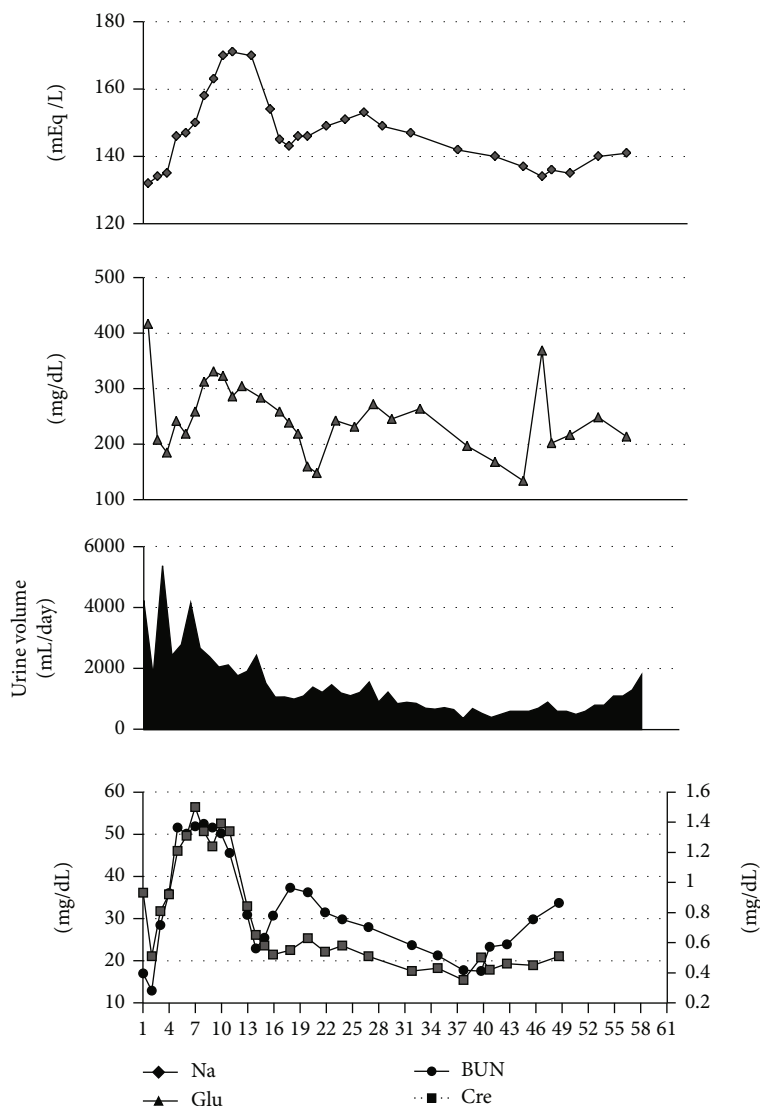 180
160
(mEq /L)
140
120
500
400
(mg/dL)
300
200
100
6000
4000
Urine volume
(mL/day)
2000
0
60 1.6
50 1.4
1.2
40 1
(mg/dL) (mg/dL)
30 0.8
0.6
20 0.4
10 0.2
1 4 7 10 13 16 19 22 25 28 31 34 37 40 43 46 49 52 55 58 61
Na BUN
Glu Cre